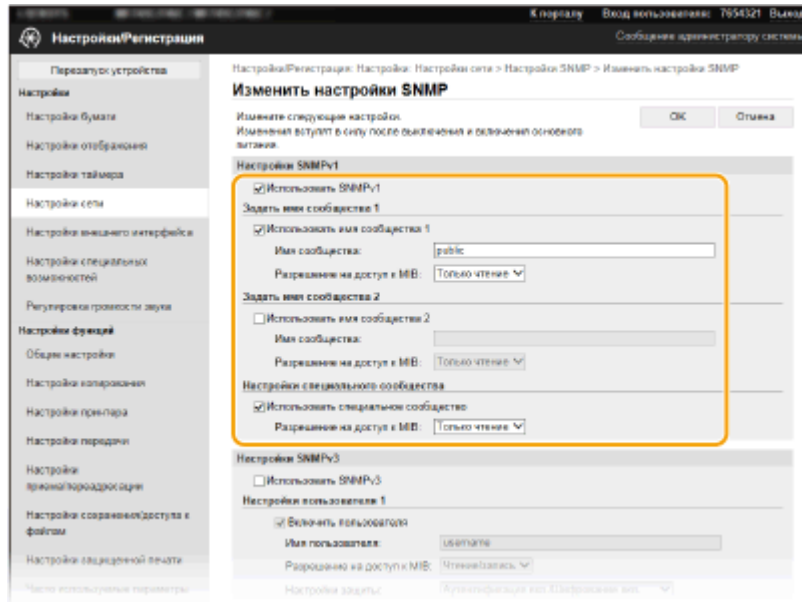 К порталу Вход пользователя: 7654321 Выход
Настройки/Регистрация
Сообщение администратору системы
Перезапуск устройства
Настройки
Настройки бумаги
Настройки отображения
Настройки таймера
Настройки сети
Настройки внешнего интерфейса
Настройки специальных
возможностей
Регулировка громкости звука
Настройки функций
Общие настройки
Настройки копирования
Настройки принтера
Настройки передачи
Настройки
приема/переадресации
Настройки сохранения/доступа к
файлам
Настройки защищенной печати
Настройка/Регистрация: Настройка: Настройки сети > Настройки SNMP > Изменить настройки SNMP
Изменить настройки SNMP
Измените следующие настройки.
Изменения вступят в силу после выключения и включения основного
питания.
OK Отмена
Настройки SNMPv1
Использовать SNMPv1
Задать имя сообщества 1
Использовать имя сообщества 1
Имя сообщества: public
Разрешение на доступ к MIB: Только чтение
Задать имя сообщества 2
Использовать имя сообщества 2
Имя сообщества:
Разрешение на доступ к MIB: Только чтение
Настройки специального сообщества
Использовать специальное сообщество
Разрешение на доступ к MIB: Только чтение
Настройки SNMPv3
Использовать SNMPv3
Настройки пользователя 1
Включить пользователя
Имя пользователя: username
Разрешение на доступ к MIB: Чтение/запись
Настройки защиты: